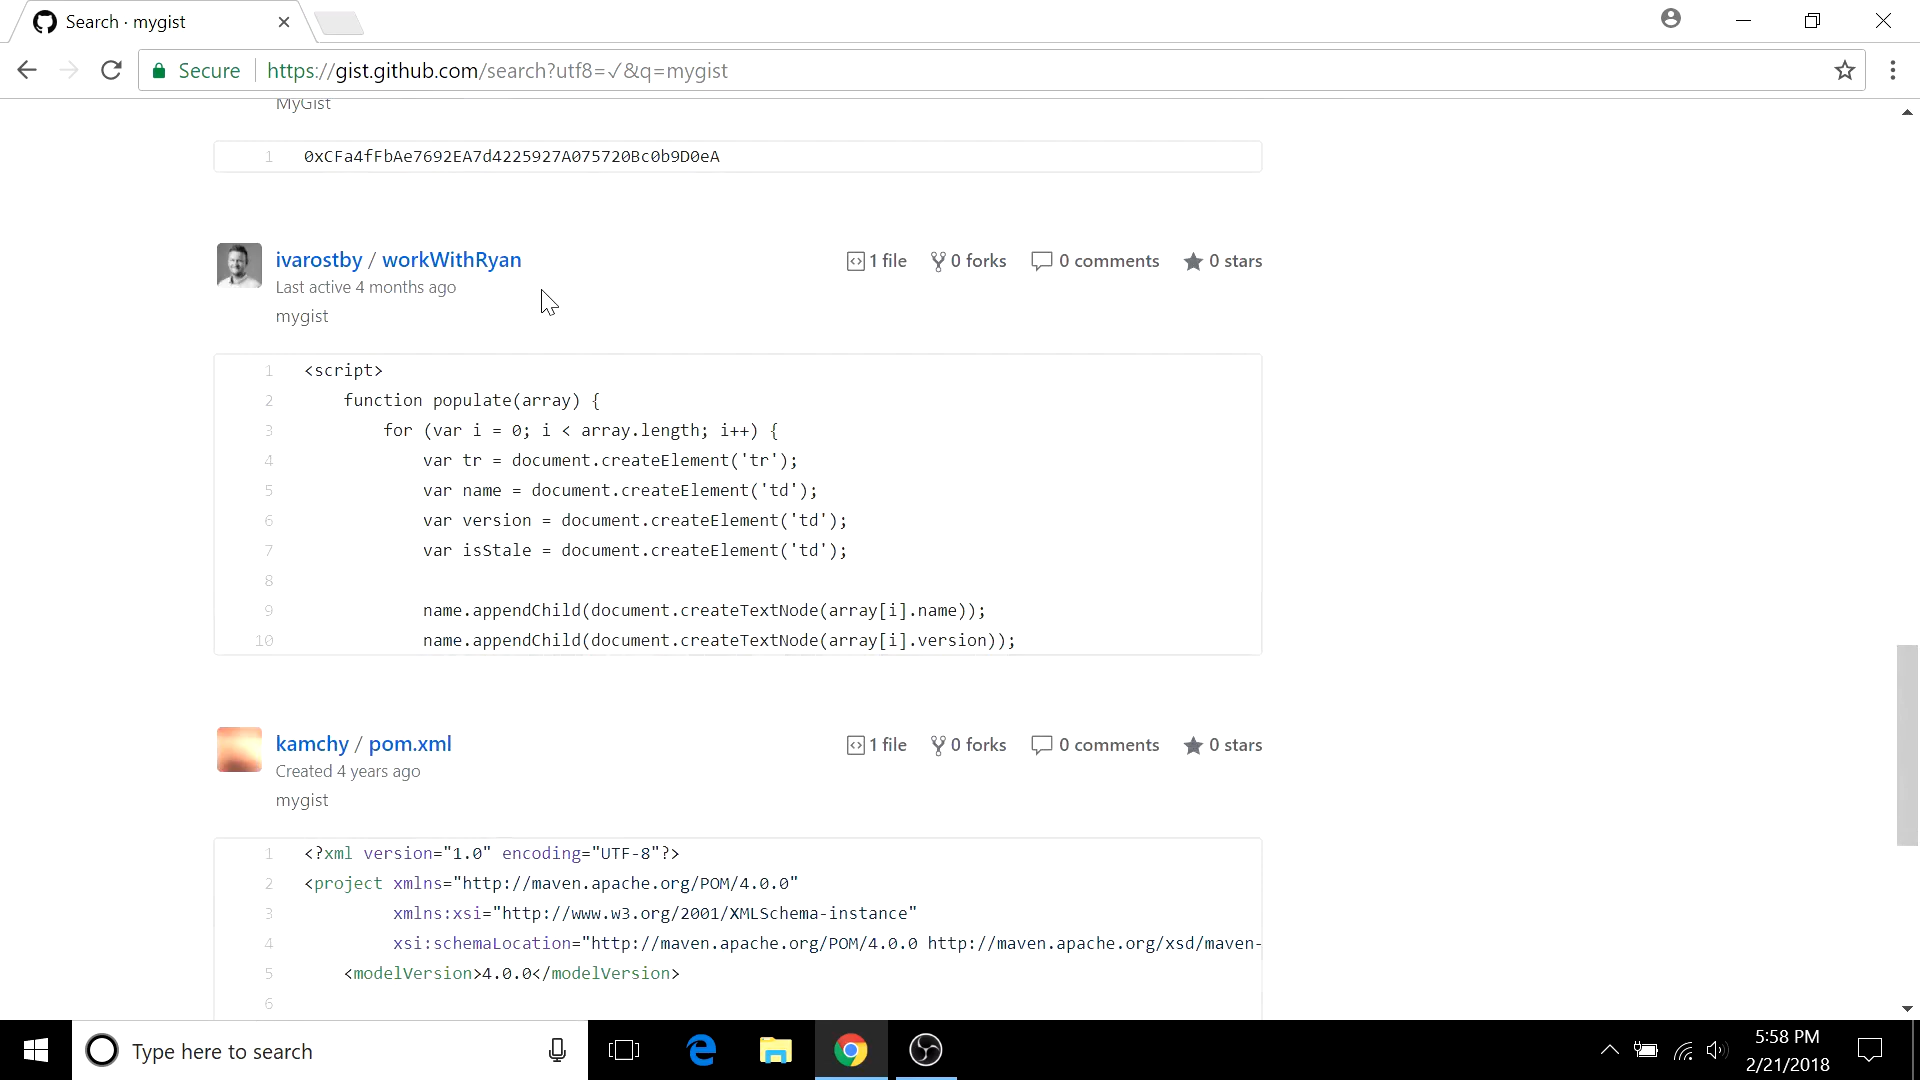 Search · mygist
Secure https://gist.github.com/search?utf8=✓&q=mygist
MyGist
1 0xCFa4fFbAe7692EA7d4225927A075720Bc0b9D0eA
ivarostby / workWithRyan 1 file 0 forks 0 comments 0 stars
Last active 4 months ago
mygist
1 <script>
2 function populate(array) {
3 for (var i = 0; i < array.length; i++) {
4 var tr = document.createElement('tr');
5 var name = document.createElement('td');
6 var version = document.createElement('td');
7 var isStale = document.createElement('td');
8
9 name.appendChild(document.createTextNode(array[i].name));
10 name.appendChild(document.createTextNode(array[i].version));
kamchy / pom.xml 1 file 0 forks 0 comments 0 stars
Created 4 years ago
mygist
1 <?xml version="1.0" encoding="UTF-8"?>
2 <project xmlns="http://maven.apache.org/POM/4.0.0"
3 xmlns:xsi="http://www.w3.org/2001/XMLSchema-instance"
4 xsi:schemaLocation="http://maven.apache.org/POM/4.0.0 http://maven.apache.org/xsd/maven-
5 <modelVersion>4.0.0</modelVersion>
6
Type here to search
5:58 PM
2/21/2018